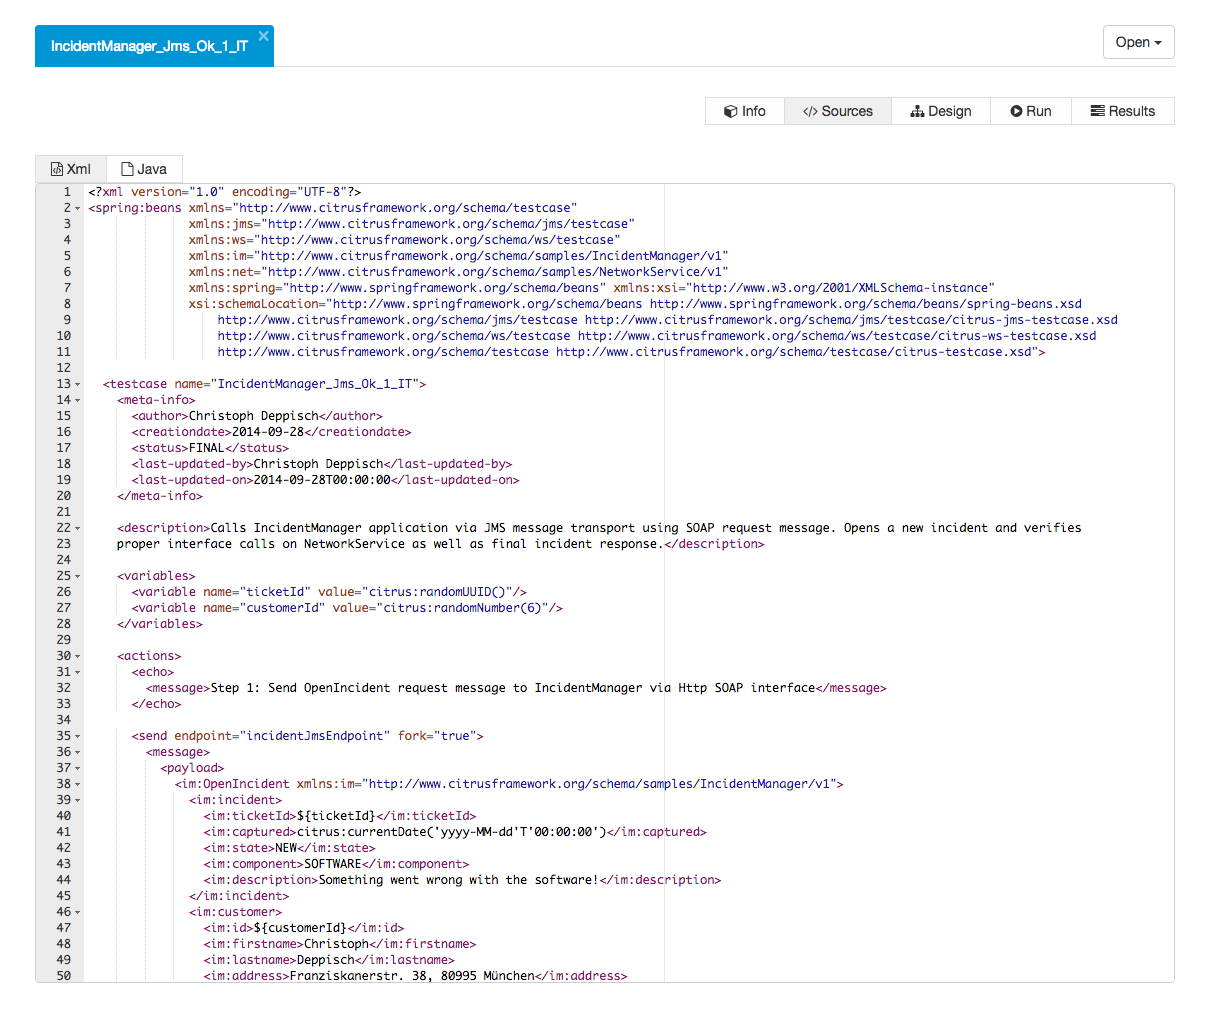 IncidentManager_Jms_Ok_1_IT ×
Open
Info </> Sources Design Run Results
Xml Java
1 <?xml version="1.0" encoding="UTF-8"?>
2 <spring:beans xmlns="http://www.citrusframework.org/schema/testcase"
3 xmlns:jms="http://www.citrusframework.org/schema/jms/testcase"
4 xmlns:ws="http://www.citrusframework.org/schema/ws/testcase"
5 xmlns:im="http://www.citrusframework.org/schema/samples/IncidentManager/v1"
6 xmlns:net="http://www.citrusframework.org/schema/samples/NetworkService/v1"
7 xmlns:spring="http://www.springframework.org/schema/beans" xmlns:xsi="http://www.w3.org/2001/XMLSchema-instance"
8 xsi:schemaLocation="http://www.springframework.org/schema/beans http://www.springframework.org/schema/beans/spring-beans.xsd
9 http://www.citrusframework.org/schema/jms/testcase http://www.citrusframework.org/schema/jms/testcase/citrus-jms-testcase.xsd
10 http://www.citrusframework.org/schema/ws/testcase http://www.citrusframework.org/schema/ws/testcase/citrus-ws-testcase.xsd
11 http://www.citrusframework.org/schema/testcase http://www.citrusframework.org/schema/testcase/citrus-testcase.xsd">
12
13 <testcase name="IncidentManager_Jms_Ok_1_IT">
14 <meta-info>
15 <author>Christoph Deppisch</author>
16 <creationdate>2014-09-28</creationdate>
17 <status>FINAL</status>
18 <last-updated-by>Christoph Deppisch</last-updated-by>
19 <last-updated-on>2014-09-28T00:00:00</last-updated-on>
20 </meta-info>
21
22 <description>Calls IncidentManager application via JMS message transport using SOAP request message. Opens a new incident and verifies
23 proper interface calls on NetworkService as well as final incident response.</description>
24
25 <variables>
26 <variable name="ticketId" value="citrus:randomUUID()"/>
27 <variable name="customerId" value="citrus:randomNumber(6)"/>
28 </variables>
29
30 <actions>
31 <echo>
32 <message>Step 1: Send OpenIncident request message to IncidentManager via Http SOAP interface</message>
33 </echo>
34
35 <send endpoint="incidentJmsEndpoint" fork="true">
36 <message>
37 <payload>
38 <im:OpenIncident xmlns:im="http://www.citrusframework.org/schema/samples/IncidentManager/v1">
39 <im:incident>
40 <im:ticketId>${ticketId}</im:ticketId>
41 <im:captured>citrus:currentDate('yyyy-MM-dd'T'00:00:00')</im:captured>
42 <im:state>NEW</im:state>
43 <im:component>SOFTWARE</im:component>
44 <im:description>Something went wrong with the software!</im:description>
45 </im:incident>
46 <im:customer>
47 <im:id>${customerId}</im:id>
48 <im:firstname>Christoph</im:firstname>
49 <im:lastname>Deppisch</im:lastname>
50 <im:address>Franziskanerstr. 38, 80995 München</im:address>